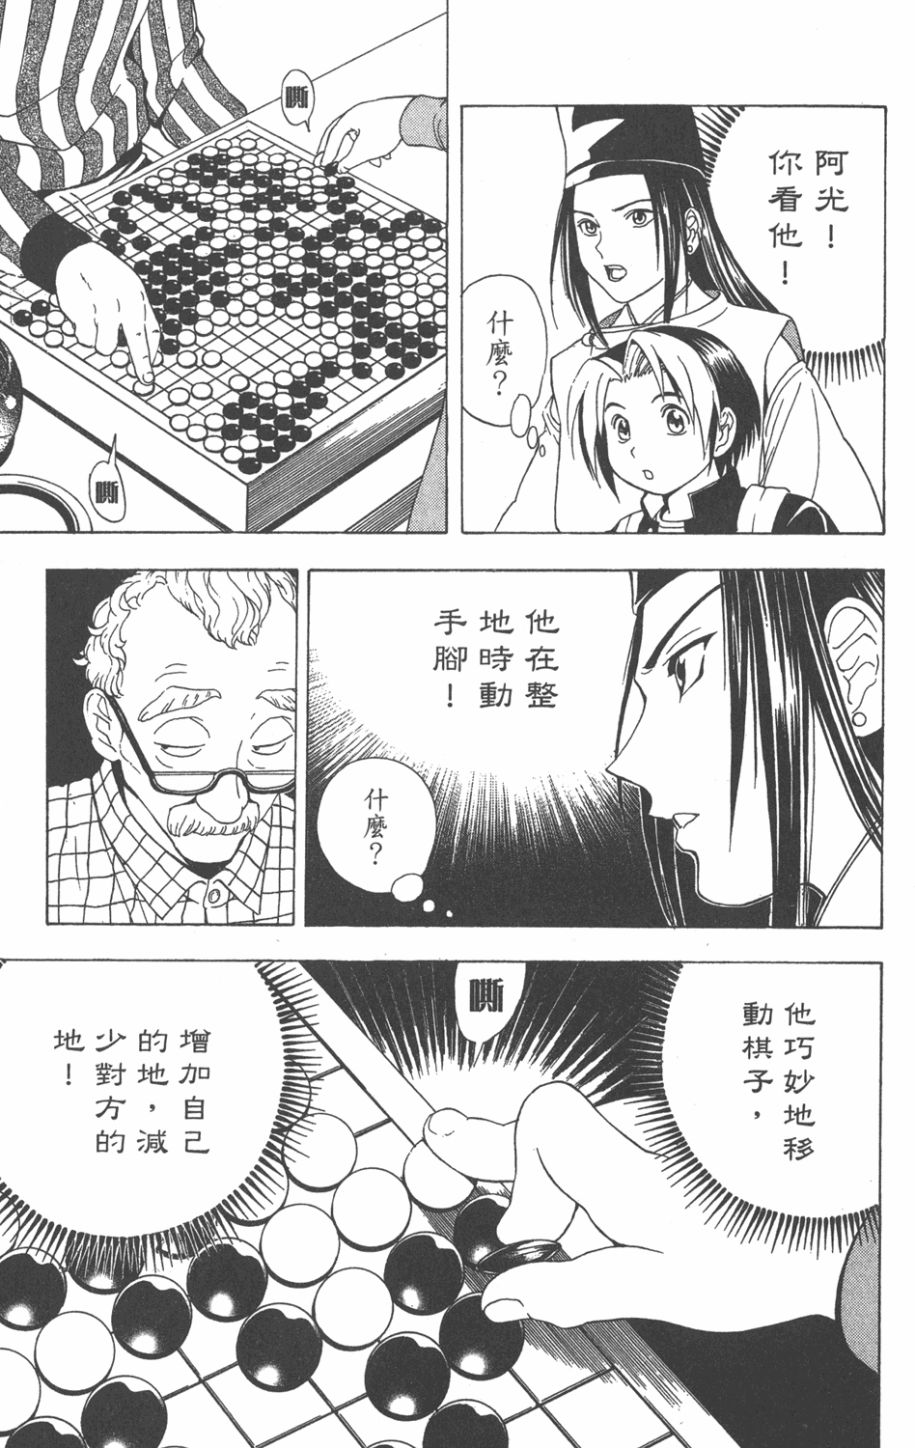 阿光！
你看他！
什麼？
嘶
嘶
他在整
地時動
手腳！
什麼？
他巧妙地移
動棋子，
嘶
增加自己
的地，減
少對方的
地！